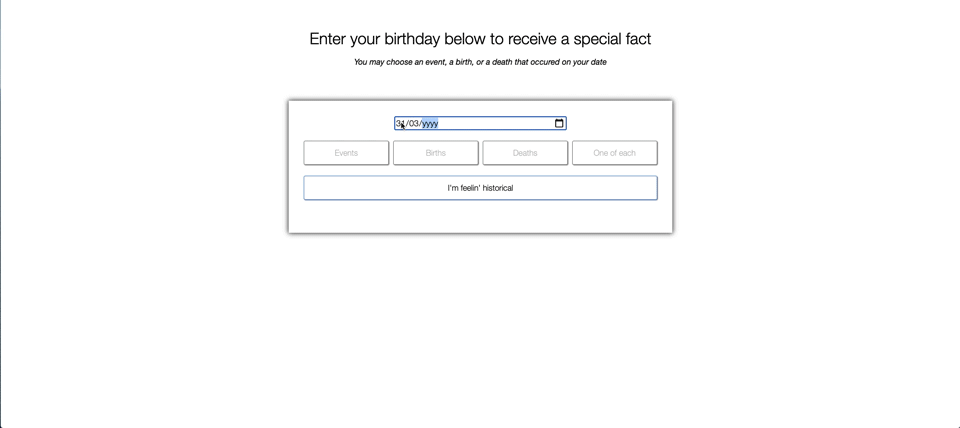 Enter your birthday below to receive a special fact
You may choose an event, a birth, or a death that occured on your date
31/03/yyyy
Events Births Deaths One of each
I'm feelin' historical